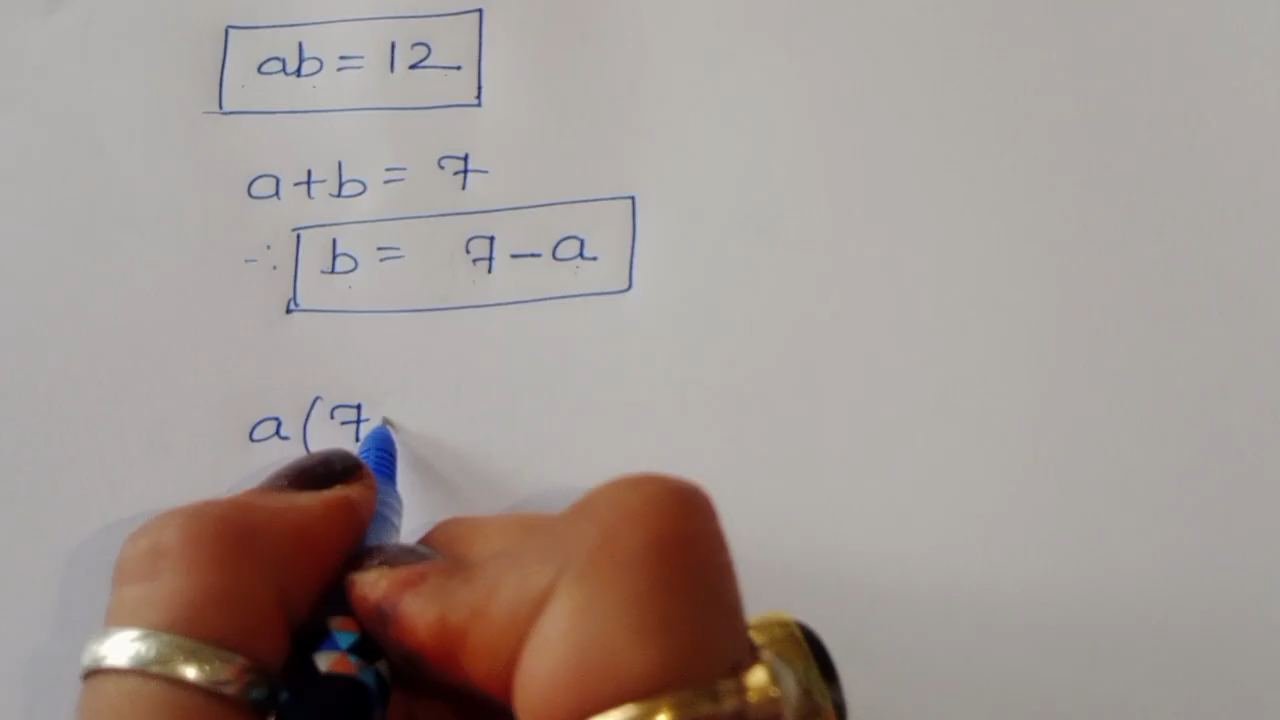 ab = 12
a+b = 7
∴ b = 7-a
a(7